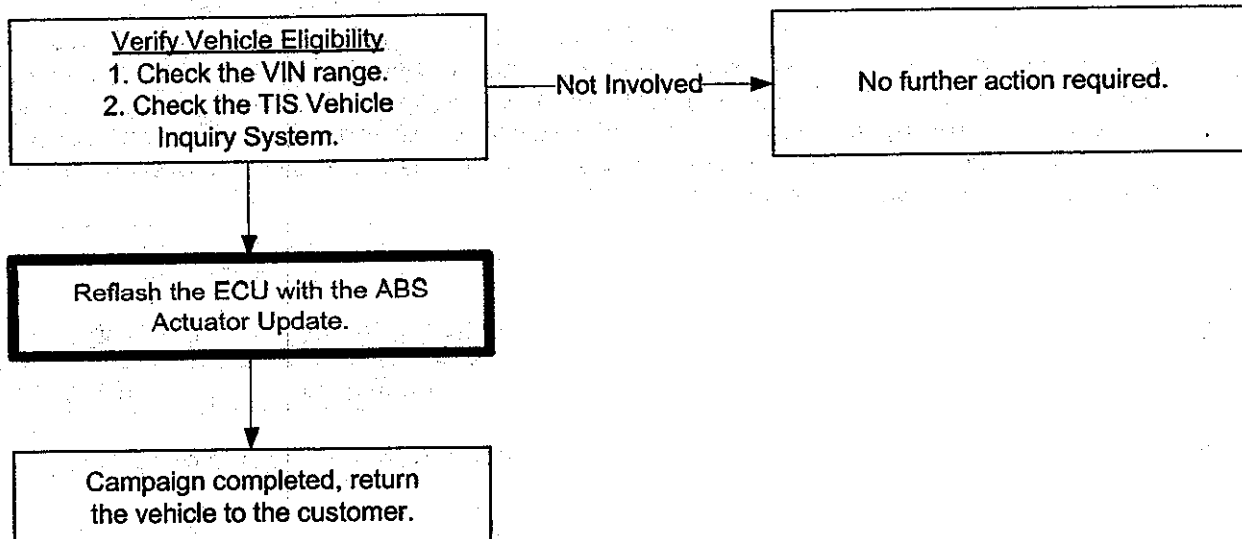 Verify Vehicle Eligibility
1. Check the VIN range.
2. Check the TIS Vehicle
Inquiry System.
Not Involved
No further action required.
Reflash the ECU with the ABS
Actuator Update.
Campaign completed, return
the vehicle to the customer.